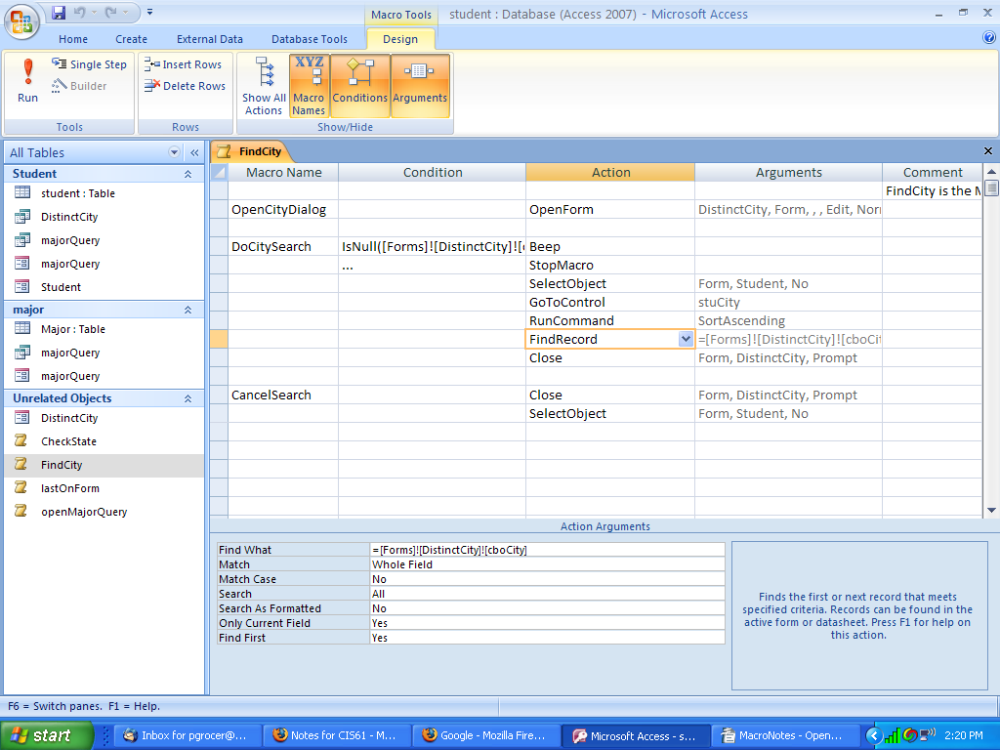 Macro Tools
student : Database (Access 2007) - Microsoft Access
Home Create External Data Database Tools Design
Run
Single Step
Builder
Tools
Insert Rows
Delete Rows
Rows
Show All Actions
XYZ
Macro Names
Conditions
Arguments
Show/Hide
All Tables
«
Student
student : Table
DistinctCity
majorQuery
majorQuery
Student
major
Major : Table
majorQuery
majorQuery
Unrelated Objects
DistinctCity
CheckState
FindCity
lastOnForm
openMajorQuery
FindCity
Macro Name Condition Action Arguments Comment
FindCity is the
OpenCityDialog OpenForm DistinctCity, Form, , , Edit,
DoCitySearch IsNull([Forms]![DistinctCity]![ Beep
... StopMacro
SelectObject Form, Student, No
GoToControl stuCity
RunCommand SortAscending
FindRecord =[Forms]![DistinctCity]![cboCit
Close Form, DistinctCity, Prompt
CancelSearch Close Form, DistinctCity, Prompt
SelectObject Form, Student, No
Action Arguments
Find What =[Forms]![DistinctCity]![cboCity]
Match Whole Field
Match Case No
Search All
Search As Formatted No
Only Current Field Yes
Find First Yes
Finds the first or next record that meets
specified criteria. Records can be found in the
active form or datasheet. Press F1 for help on
this action.
F6 = Switch panes. F1 = Help.
start
Inbox for pgrocer@...
Notes for CIS61 - M...
Google - Mozilla Fire...
Microsoft Access - s...
MacroNotes - Open...
2:20 PM